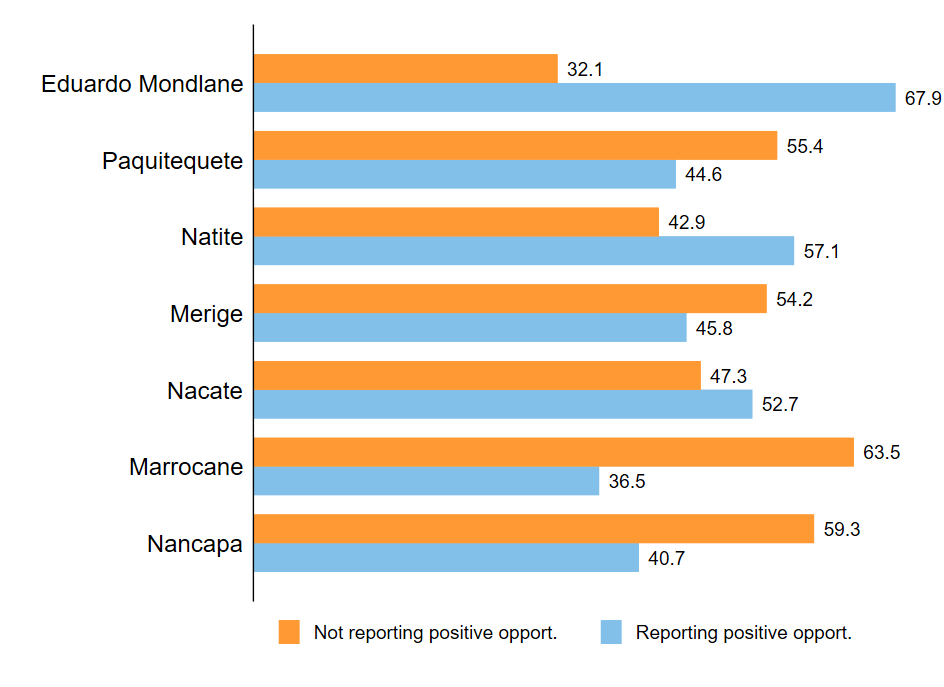 Eduardo Mondlane
32.1
67.9
Paquitequete
55.4
44.6
Natite
42.9
57.1
Merige
54.2
45.8
Nacate
47.3
52.7
Marrocane
63.5
36.5
Nancapa
59.3
40.7
Not reporting positive opport. Reporting positive opport.